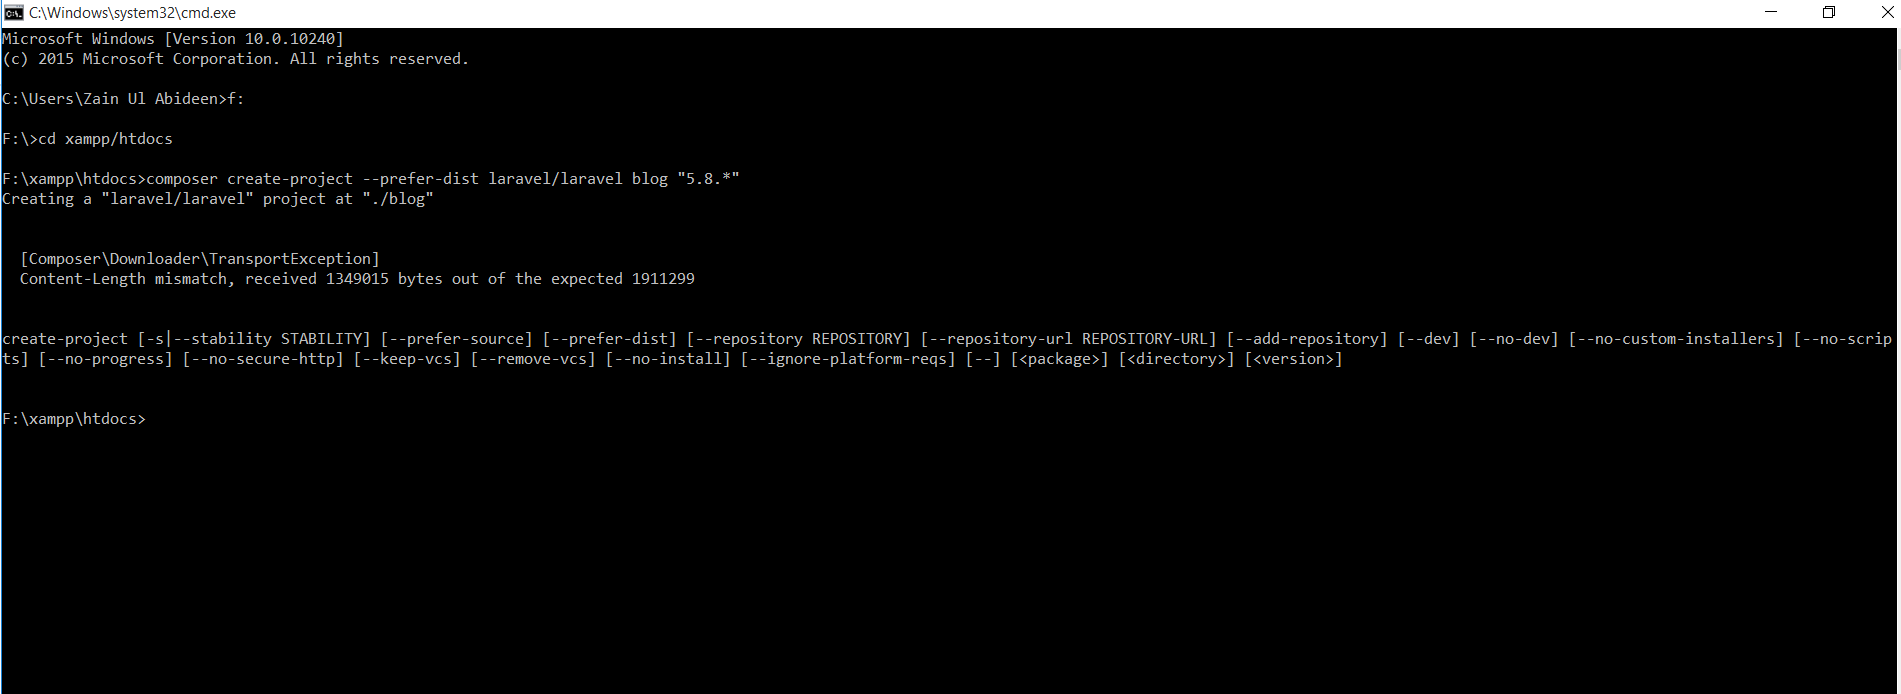 C:\Windows\system32\cmd.exe
Microsoft Windows [Version 10.0.10240]
(c) 2015 Microsoft Corporation. All rights reserved.
C:\Users\Zain Ul Abideen>f:
F:\>cd xampp/htdocs
F:\xampp\htdocs>composer create-project --prefer-dist laravel/laravel blog "5.8.*"
Creating a "laravel/laravel" project at "./blog"
[Composer\Downloader\TransportException]
Content-Length mismatch, received 1349015 bytes out of the expected 1911299
create-project [-s|--stability STABILITY] [--prefer-source] [--prefer-dist] [--repository REPOSITORY] [--repository-url REPOSITORY-URL] [--add-repository] [--dev] [--no-dev] [--no-custom-installers] [--no-scrip
ts] [--no-progress] [--no-secure-http] [--keep-vcs] [--remove-vcs] [--no-install] [--ignore-platform-reqs] [--] [<package>] [<directory>] [<version>]
F:\xampp\htdocs>